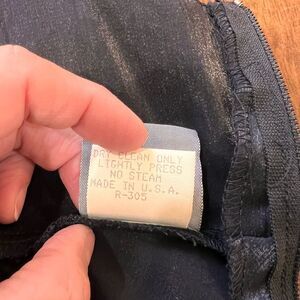 DRY CLEAN ONLY
LIGHTLY PRESS
NO STEAM
MADE IN U.S.A.
R-305